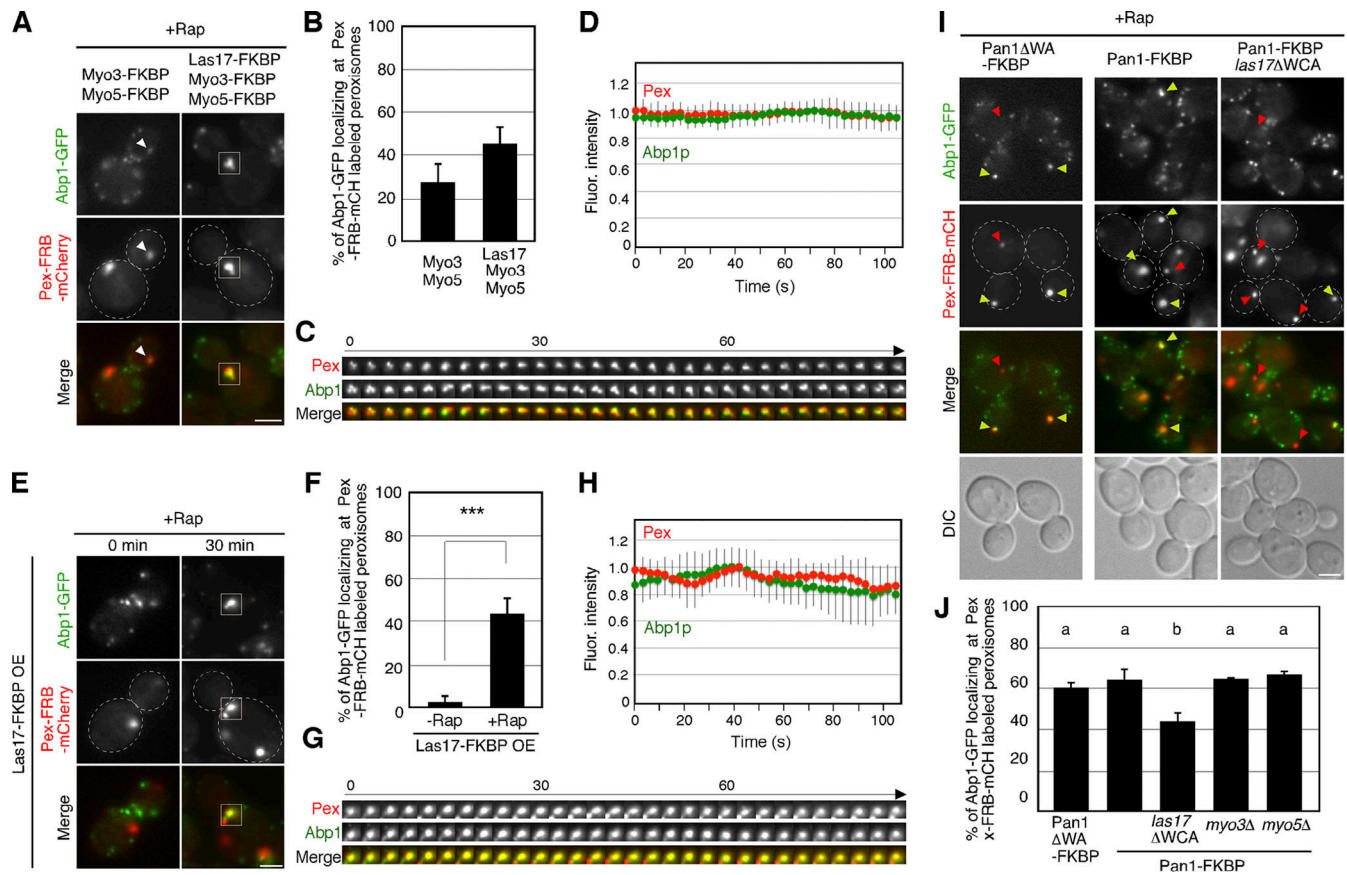 A
+Rap
Myo3-FKBP
Myo5-FKBP
Las17-FKBP
Myo3-FKBP
Myo5-FKBP
Abp1-GFP
Pex-FRB
-mCherry
Merge
B
% of Abp1-GFP localizing at Pex
-FRB-mCH labeled peroxisomes
100
80
60
40
20
0
Myo3
Myo5
Las17
Myo3
Myo5
C
0 30 60
Pex
Abp1
Merge
D
Fluor. intensity
1.2
1.0
0.8
0.6
0.4
0.2
0
Pex
Abp1p
0 20 40 60 80 100
Time (s)
E
+Rap
0 min 30 min
Las17-FKBP OE
Abp1-GFP
Pex-FRB
-mCherry
Merge
F
% of Abp1-GFP localizing at Pex
-FRB-mCH labeled peroxisomes
100
80
60
40
20
0
***
-Rap +Rap
Las17-FKBP OE
G
0 30 60
Pex
Abp1
Merge
H
Fluor. intensity
1.2
1.0
0.8
0.6
0.4
0.2
0
Pex
Abp1p
0 20 40 60 80 100
Time (s)
I
+Rap
Pan1ΔWA
-FKBP
Pan1-FKBP
Pan1-FKBP
las17ΔWCA
Abp1-GFP
Pex-FRB-mCH
Merge
DIC
J
% of Abp1-GFP localizing at Pex
x-FRB-mCH labeled peroxisomes
100
80
60
40
20
0
a a b a a
Pan1
ΔWA
-FKBP
las17
ΔWCA
myo3Δ
myo5Δ
Pan1-FKBP